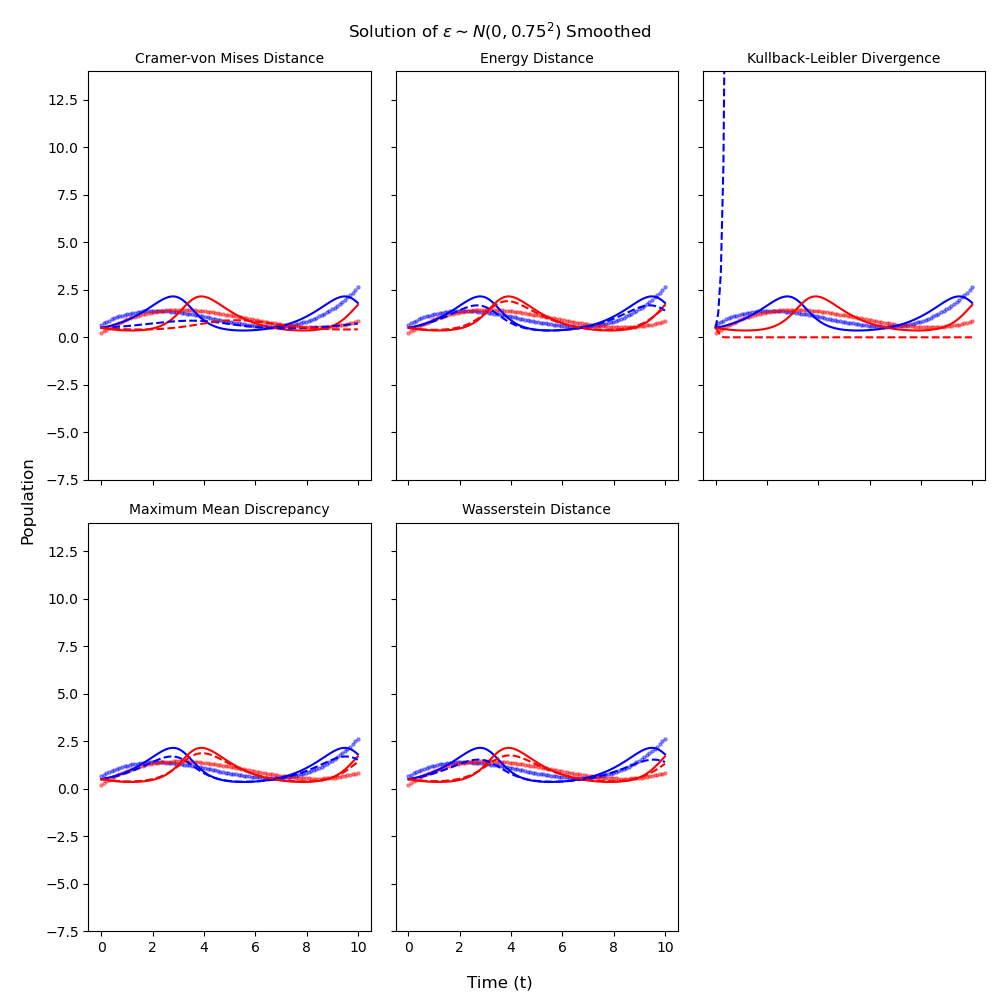 Solution of ε ~ N(0, 0.75²) Smoothed
Cramer-von Mises Distance
Energy Distance
Kullback-Leibler Divergence
12.5
10.0
7.5
5.0
2.5
0.0
−2.5
−5.0
−7.5
Population
Maximum Mean Discrepancy
Wasserstein Distance
12.5
10.0
7.5
5.0
2.5
0.0
−2.5
−5.0
−7.5
0 2 4 6 8 10
0 2 4 6 8 10
Time (t)